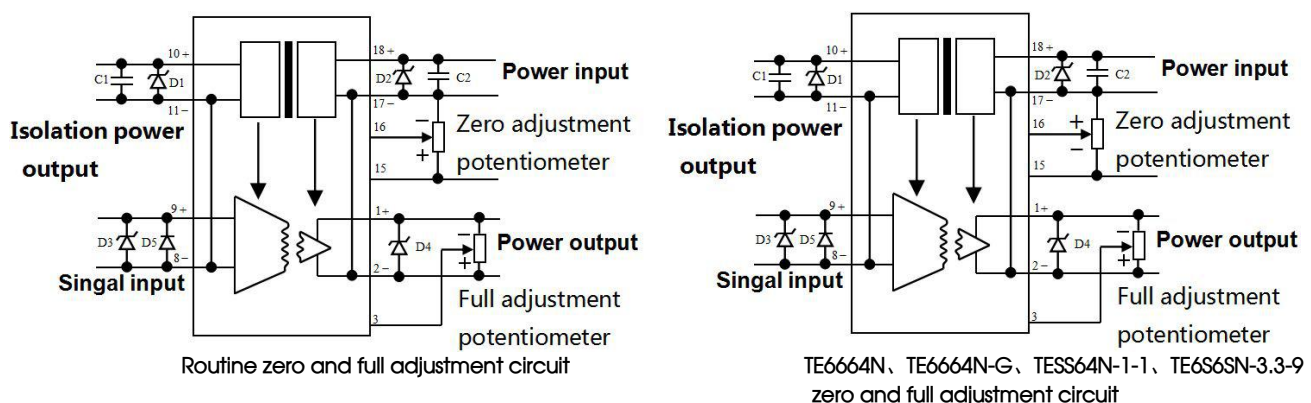 10 +
C1
D1
11 −
Isolation power
output
18 +
D2
C2
17 −
Power input
16
−
+
Zero adjustment
potentiometer
15
9 +
D3
D5
8 −
Singal input
1+
D4
2 −
−
+
Power output
3
Full adjustment
potentiometer
Routine zero and full adjustment circuit
10 +
C1
D1
11 −
Isolation power
output
18 +
D2
C2
17 −
Power input
16
+
−
Zero adjustment
potentiometer
15
9 +
D3
D5
8 −
Singal input
1+
D4
2 −
−
+
Power output
3
Full adjustment
potentiometer
TE6664N、TE6664N-G、TESS64N-1-1、TE6S6SN-3.3-9
zero and full adjustment circuit